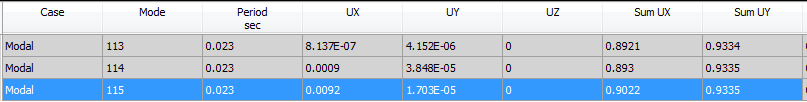 Case Mode Period sec UX UY UZ Sum UX Sum UY
Modal 113 0.023 8.137E-07 4.152E-06 0 0.8921 0.9334
Modal 114 0.023 0.0009 3.848E-05 0 0.893 0.9335
Modal 115 0.023 0.0092 1.703E-05 0 0.9022 0.9335